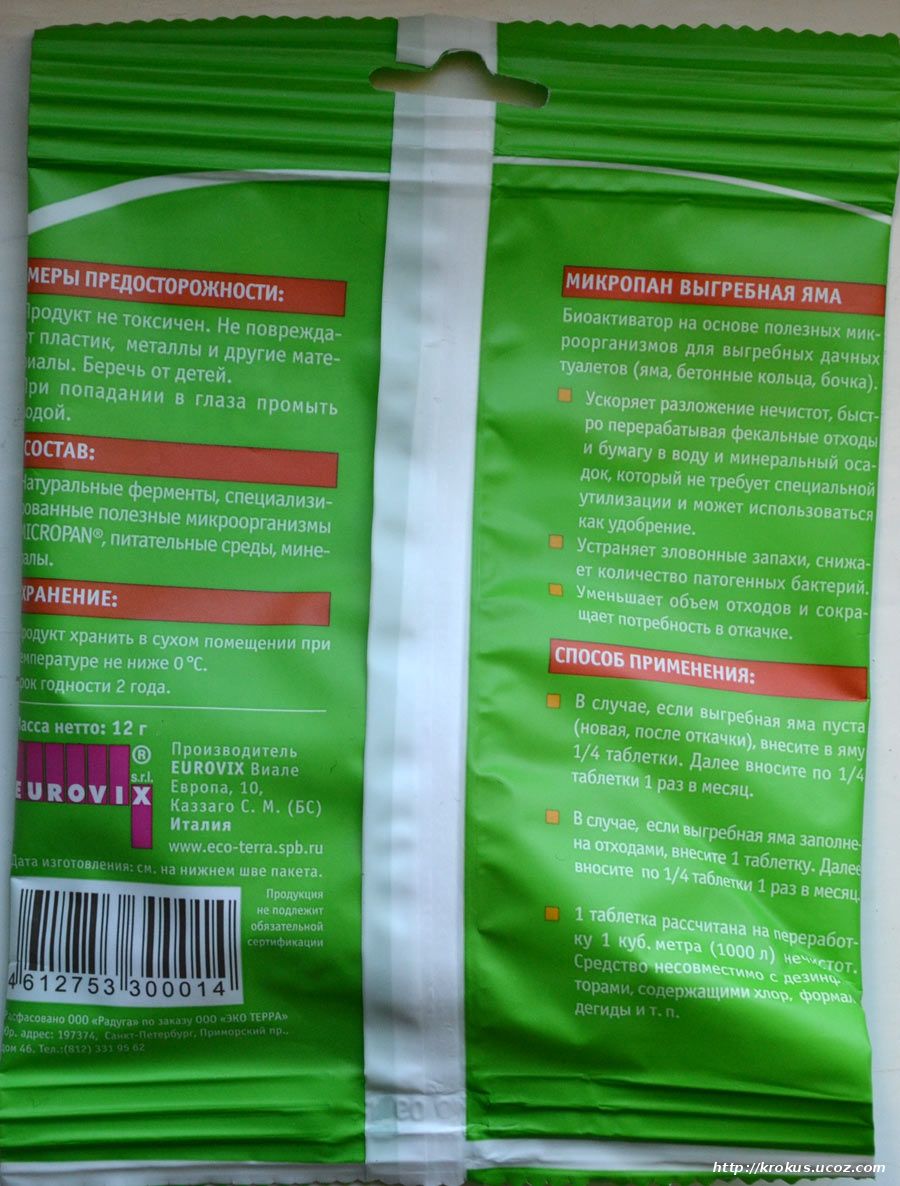 МЕРЫ ПРЕДОСТОРОЖНОСТИ:
Продукт не токсичен. Не поврежда-
ет пластик, металлы и другие мате-
риалы. Беречь от детей.
При попадании в глаза промыть
водой.
СОСТАВ:
Натуральные ферменты, специализи-
рованные полезные микроорганизмы
MICROPAN®, питательные среды, мине-
ралы.
ХРАНЕНИЕ:
Продукт хранить в сухом помещении при
температуре не ниже 0 °С.
Срок годности 2 года.
Масса нетто: 12 г
EUROVIX
® s.r.l.
Производитель
EUROVIX Виале
Европа, 10,
Каззаго С. М. (БС)
Италия
www.eco-terra.spb.ru
Дата изготовления: см. на нижнем шве пакета.
Продукция
не подлежит
обязательной
сертификации
4 612753 300014
Расфасовано ООО «Радуга» по заказу ООО «ЭКО ТЕРРА»
Юр. адрес: 197374, Санкт-Петербург, Приморский пр.,
дом 46. Тел.:(812) 331 95 62
МИКРОПАН ВЫГРЕБНАЯ ЯМА
Биоактиватор на основе полезных мик-
роорганизмов для выгребных дачных
туалетов (яма, бетонные кольца, бочка).
Ускоряет разложение нечистот, быст-
ро перерабатывая фекальные отходы
и бумагу в воду и минеральный оса-
док, который не требует специальной
утилизации и может использоваться
как удобрение.
Устраняет зловонные запахи, снижа-
ет количество патогенных бактерий.
Уменьшает объем отходов и сокра-
щает потребность в откачке.
СПОСОБ ПРИМЕНЕНИЯ:
В случае, если выгребная яма пуста
(новая, после откачки), внесите в яму
1/4 таблетки. Далее вносите по 1/4
таблетки 1 раз в месяц.
В случае, если выгребная яма заполне-
на отходами, внесите 1 таблетку. Далее
вносите по 1/4 таблетки 1 раз в месяц.
1 таблетка рассчитана на переработ-
ку 1 куб. метра (1000 л) нечистот.
Средство несовместимо с дезинф
торами, содержащими хлор, формал
дегиды и т. п.
http://krokus.ucoz.com